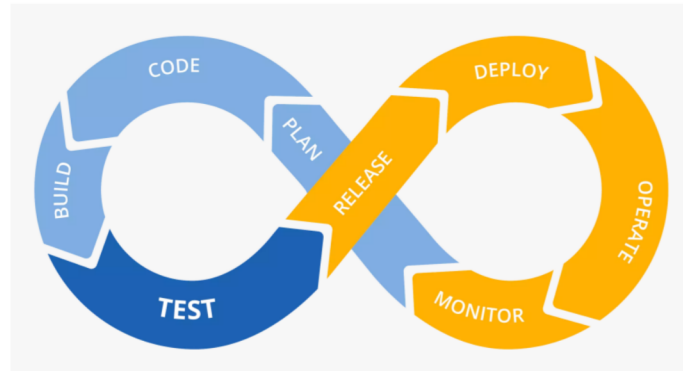 PLAN
CODE
BUILD
TEST
RELEASE
DEPLOY
OPERATE
MONITOR